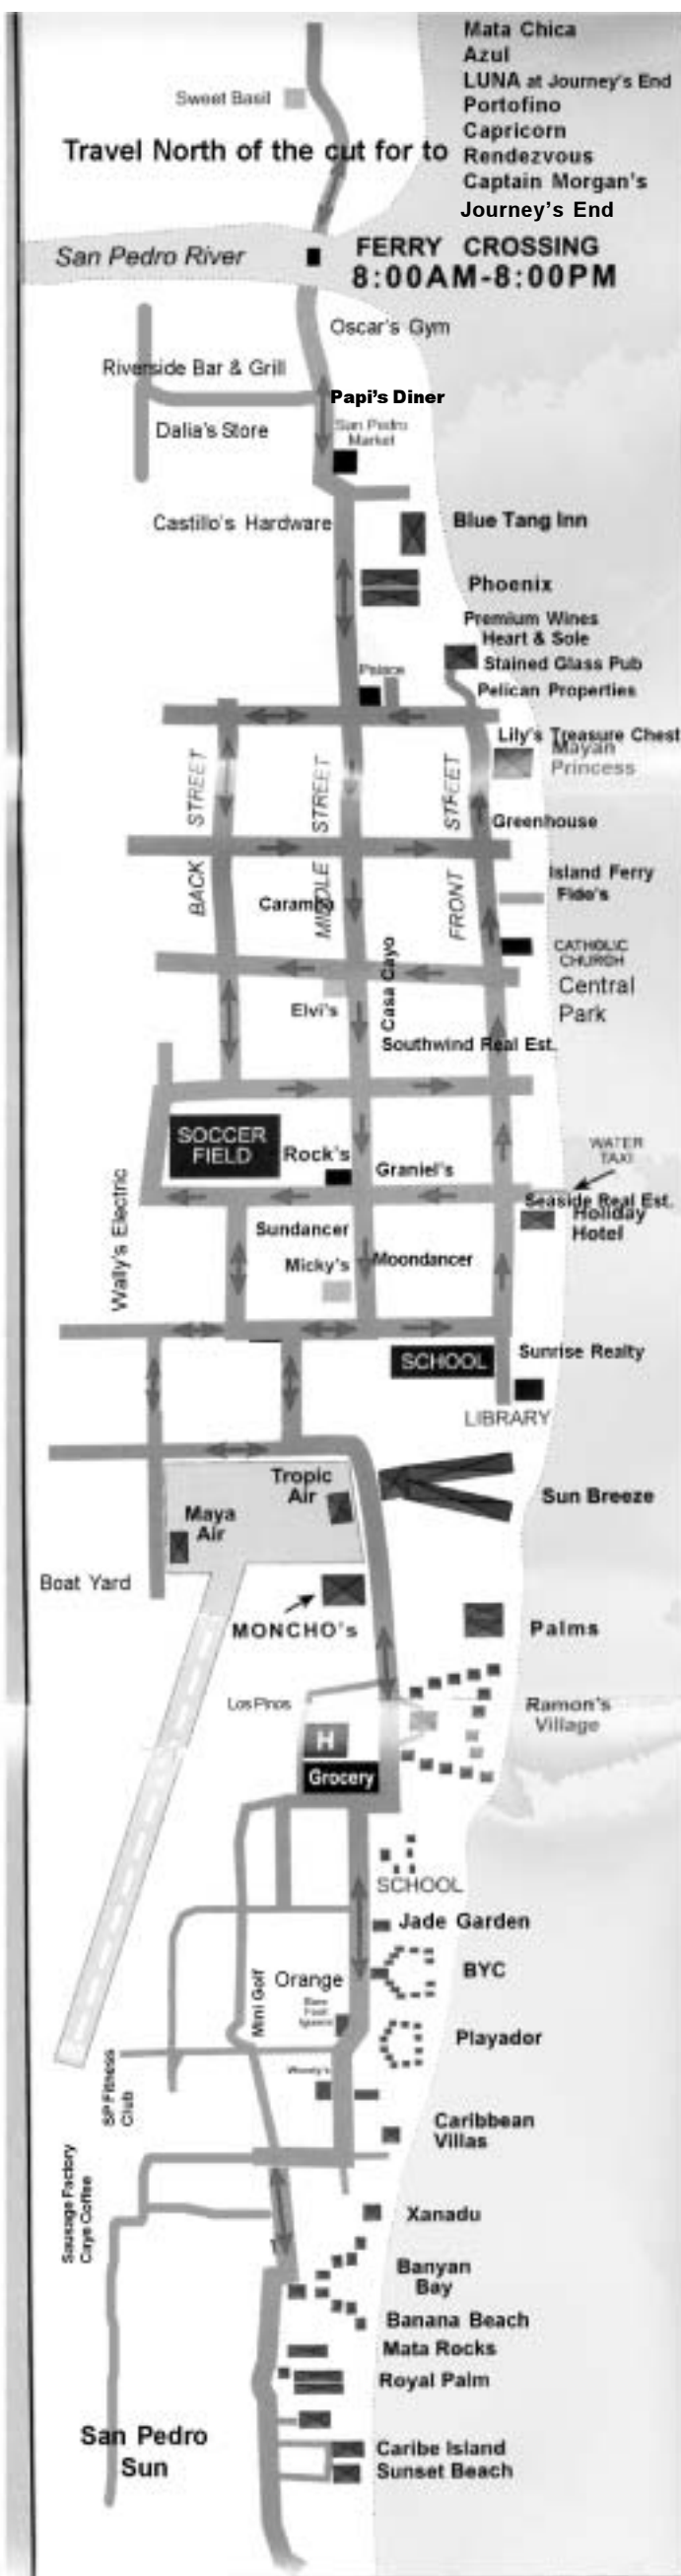 Mata Chica
Azul
LUNA at Journey's End
Portofino
Capricorn
Rendezvous
Captain Morgan's
Journey's End
Sweet Basil
Travel North of the cut for to
San Pedro River
FERRY CROSSING
8:00AM-8:00PM
Oscar's Gym
Riverside Bar & Grill
Papi's Diner
Dalia's Store
San Pedro
Market
Castillo's Hardware
Blue Tang Inn
Phoenix
Premium Wines
Heart & Sole
Stained Glass Pub
Pelican Properties
Lily's Treasure Chest
Mayan
Princess
BACK STREET
MIDDLE STREET
FRONT STREET
Greenhouse
Island Ferry
Fido's
Caramba
CATHOLIC
CHURCH
Central
Park
Casa Cayo
Elvi's
Southwind Real Est.
SOCCER
FIELD
Rock's
Graniel's
WATER
TAXI
Seaside Real Est.
Holiday
Hotel
Wally's Electric
Sundancer
Micky's
Moondancer
SCHOOL
Sunrise Realty
LIBRARY
Tropic
Air
Maya
Air
Sun Breeze
Boat Yard
MONCHO's
Palms
Los Pinos
Ramon's
Village
H
Grocery
SCHOOL
Jade Garden
Mini Golf
Orange
BYC
Playador
SP Fitness
Club
Woody's
Caribbean
Villas
Sausage Factory
Caye Coffee
Xanadu
Banyan
Bay
Banana Beach
Mata Rocks
Royal Palm
San Pedro
Sun
Caribe Island
Sunset Beach